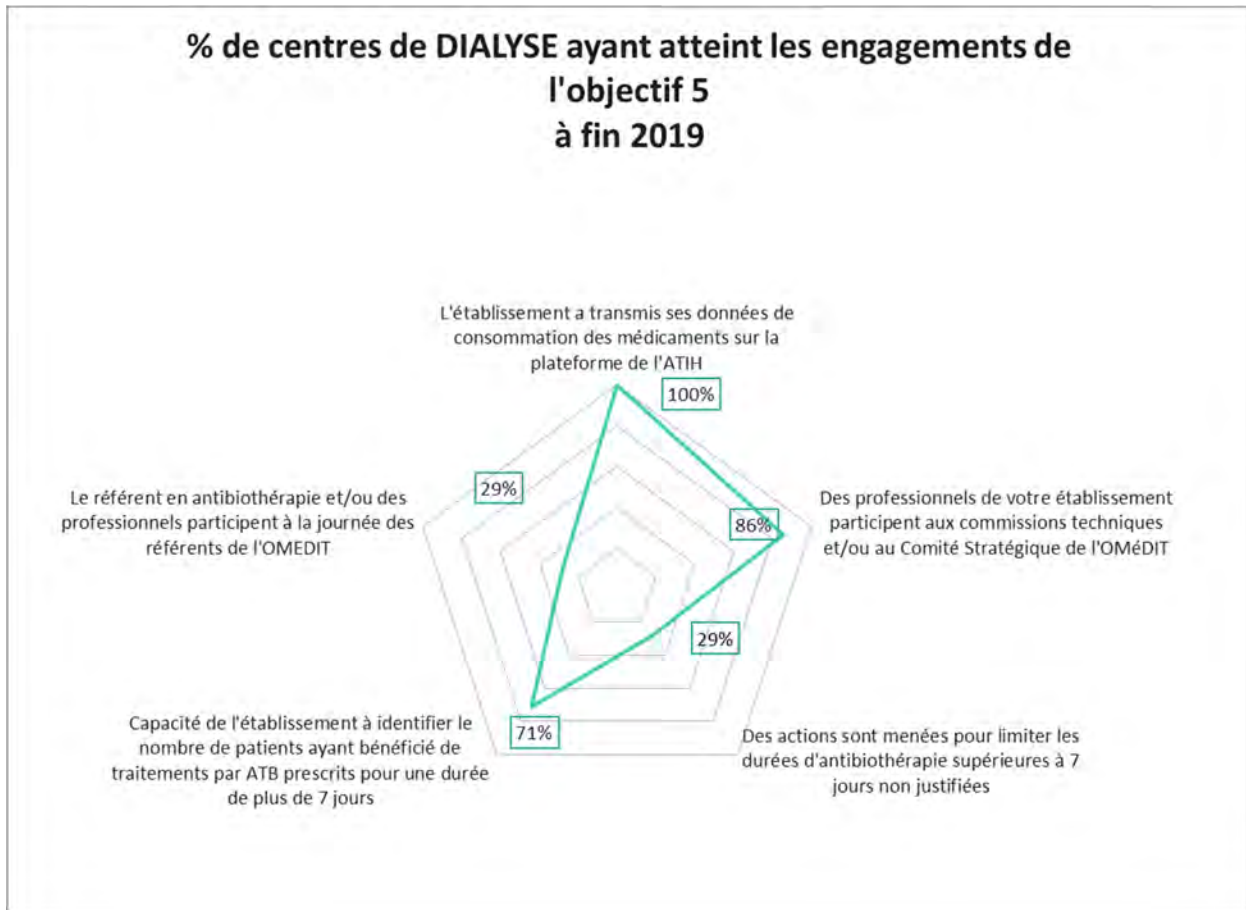 % de centres de DIALYSE ayant atteint les engagements de
l'objectif 5
à fin 2019
L'établissement a transmis ses données de
consommation des médicaments sur la
plateforme de l'ATIH
100%
29%
Le référent en antibiothérapie et/ou des
professionnels participent à la journée des
référents de l'OMEDIT
86%
Des professionnels de votre établissement
participent aux commissions techniques
et/ou au Comité Stratégique de l'OMéDIT
29%
71%
Capacité de l'établissement à identifier le
nombre de patients ayant bénéficié de
traitements par ATB prescrits pour une durée
de plus de 7 jours
Des actions sont menées pour limiter les
durées d'antibiothérapie supérieures à 7
jours non justifiées